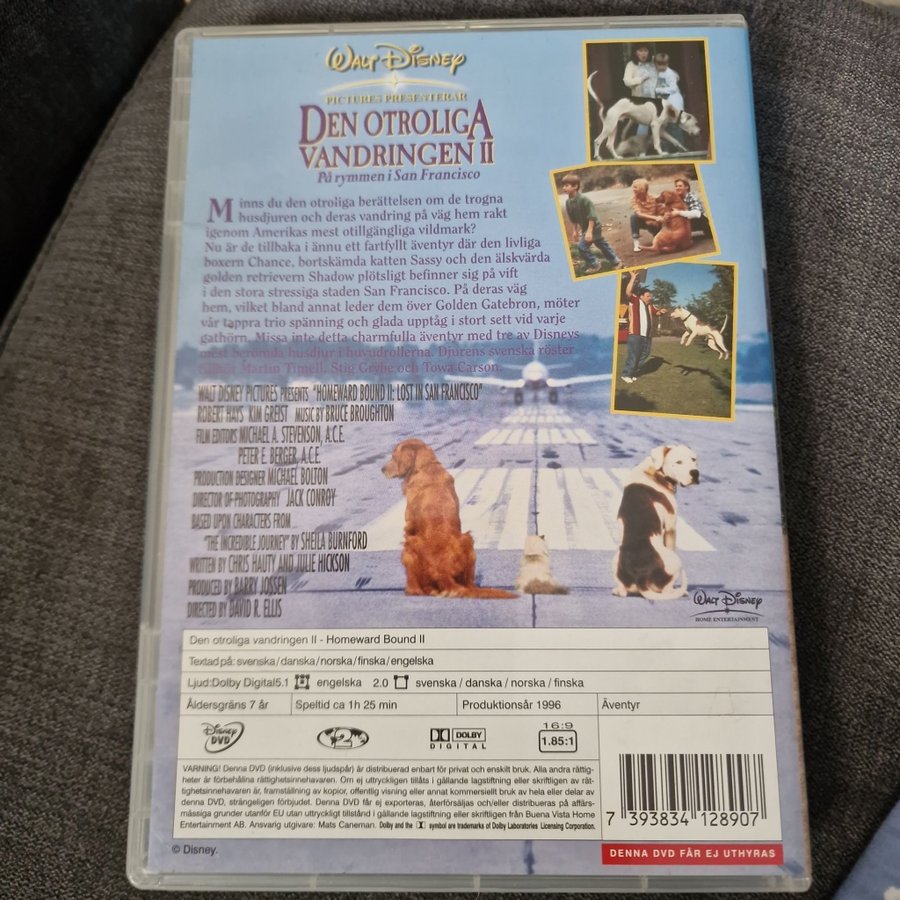 WALT DISNEY
PICTURES PRESENTERAR
DEN OTROLIGA
VANDRINGEN II
På rymmen i San Francisco
Minns du den otroliga berättelsen om de trogna
husdjuren och deras vandring på väg hem rakt
igenom Amerikas mest otillgängliga vildmark?
Nu är de tillbaka i ännu ett fartfyllt äventyr där den livliga
boxern Chance, bortskämda katten Sassy och den älskvärda
golden retrievern Shadow plötsligt befinner sig på vift
i den stora stressiga staden San Francisco. På deras väg
hem, vilket bland annat leder dem över Golden Gatebron, möter
vår tappra trio spänning och glada upptåg i stort sett vid varje
gathörn. Missa inte detta charmfulla äventyr med tre av Disneys
mest berömda husdjur i huvudrollerna. Djurens svenska röster
tillhör Martin Timell, Stig Grybe och Towa Carson.
WALT DISNEY PICTURES PRESENTS "HOMEWARD BOUND II: LOST IN SAN FRANCISCO"
ROBERT HAYS KIM GREIST MUSIC BY BRUCE BROUGHTON
FILM EDITORS MICHAEL A. STEVENSON, A.C.E.
PETER E. BERGER, A.C.E.
PRODUCTION DESIGNER MICHAEL BOLTON
DIRECTOR OF PHOTOGRAPHY JACK CONROY
BASED UPON CHARACTERS FROM
"THE INCREDIBLE JOURNEY" BY SHEILA BURNFORD
WRITTEN BY CHRIS HAUTY AND JULIE HICKSON
PRODUCED BY BARRY JOSSEN
DIRECTED BY DAVID R. ELLIS
WALT DISNEY
HOME ENTERTAINMENT
Den otroliga vandringen II - Homeward Bound II
Textad på: svenska/danska/norska/finska/engelska
Ljud:Dolby Digital5.1 engelska 2.0 svenska / danska / norska / finska
Åldersgräns 7 år Speltid ca 1h 25 min Produktionsår 1996 Äventyr
Disney DVD 2 DOLBY DIGITAL 16:9 1.85:1
VARNING! Denna DVD (inklusive dess ljudspår) är distribuerad enbart för privat och enskilt bruk. Alla andra rättig-
heter är förbehållna rättighetsinnehavaren. Om ej uttryckligen tillåts i gällande lagstiftning eller skriftligen av rät-
tighetsinnehavaren, är framställning av kopior, offentlig visning eller annat kommersiellt bruk av hela eller delar av
denna DVD, strängeligen förbjudet. Denna DVD får ej exporteras, återförsäljas och/eller distribueras på affärs-
mässiga grunder utanför EU utan uttryckligt tillstånd i gällande lagstiftning eller skriftligen från Buena Vista Home
Entertainment AB. Ansvarig utgivare: Mats Caneman. Dolby and the symbol are trademarks of Dolby Laboratories Licensing Corporation.
7 393834 128907
© Disney.
DENNA DVD FÅR EJ UTHYRAS